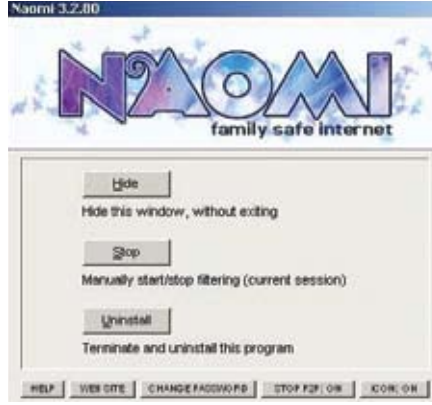 Naomi 3.2.80
NAOMI
family safe internet
Hide
Hide this window, without exiting
Stop
Manually start/stop filtering (current session)
Uninstall
Terminate and uninstall this program
HELP
WEB SITE
CHANGE PASSWORD
STOP P2P: ON
ICON: ON